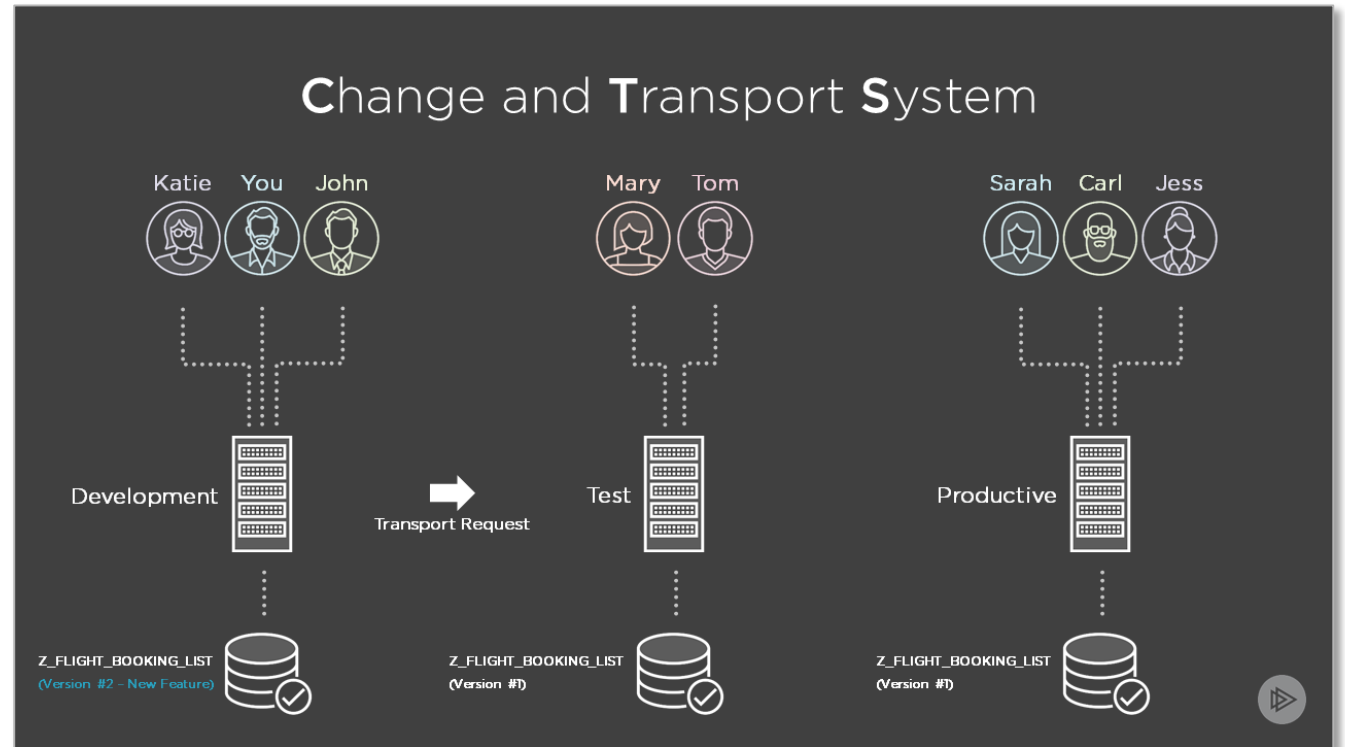 Change and Transport System
Katie You John
Mary Tom
Sarah Carl Jess
Development
Transport Request
Test
Productive
Z_FLIGHT_BOOKING_LIST
(Version #2 – New Feature)
Z_FLIGHT_BOOKING_LIST
(Version #1)
Z_FLIGHT_BOOKING_LIST
(Version #1)